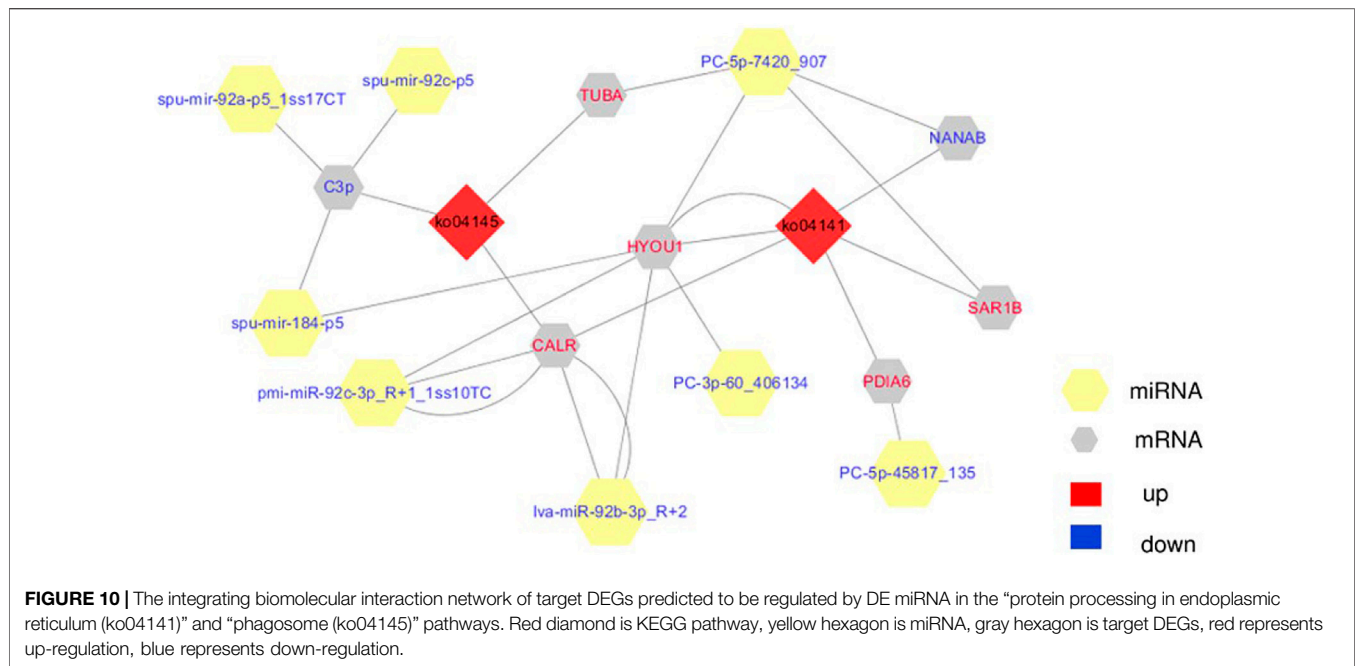 PC-5p-7420_907
spu-mir-92c-p5
spu-mir-92a-p5_1ss17CT
TUBA
NANAB
C3p
ko04145
ko04141
HYOU1
SAR1B
spu-mir-184-p5
CALR
PC-3p-60_406134
PDIA6
pmi-miR-92c-3p_R+1_1ss10TC
miRNA
mRNA
PC-5p-45817_135
up
lva-miR-92b-3p_R+2
down
FIGURE 10 | The integrating biomolecular interaction network of target DEGs predicted to be regulated by DE miRNA in the “protein processing in endoplasmic
reticulum (ko04141)” and “phagosome (ko04145)” pathways. Red diamond is KEGG pathway, yellow hexagon is miRNA, gray hexagon is target DEGs, red represents
up-regulation, blue represents down-regulation.